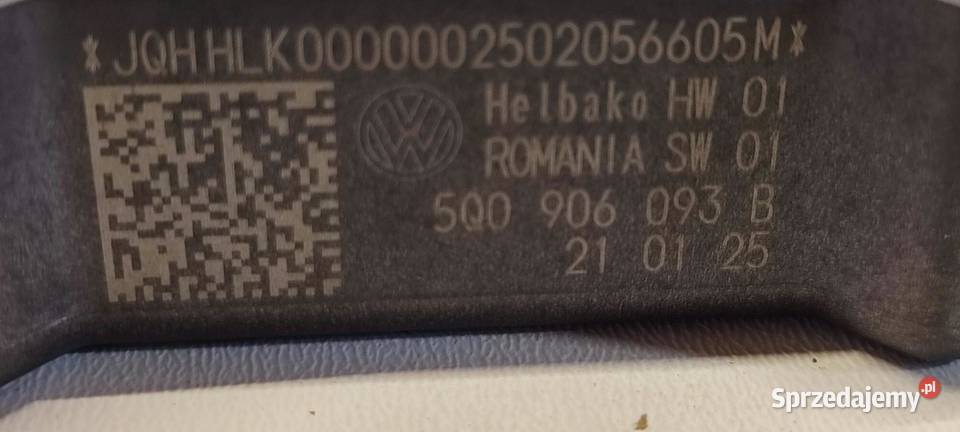 *JQHHLK0000002502056605M*
Helbako HW 01
ROMANIA SW 01
5Q0 906 093 B
21 01 25
Sprzedajemy.pl